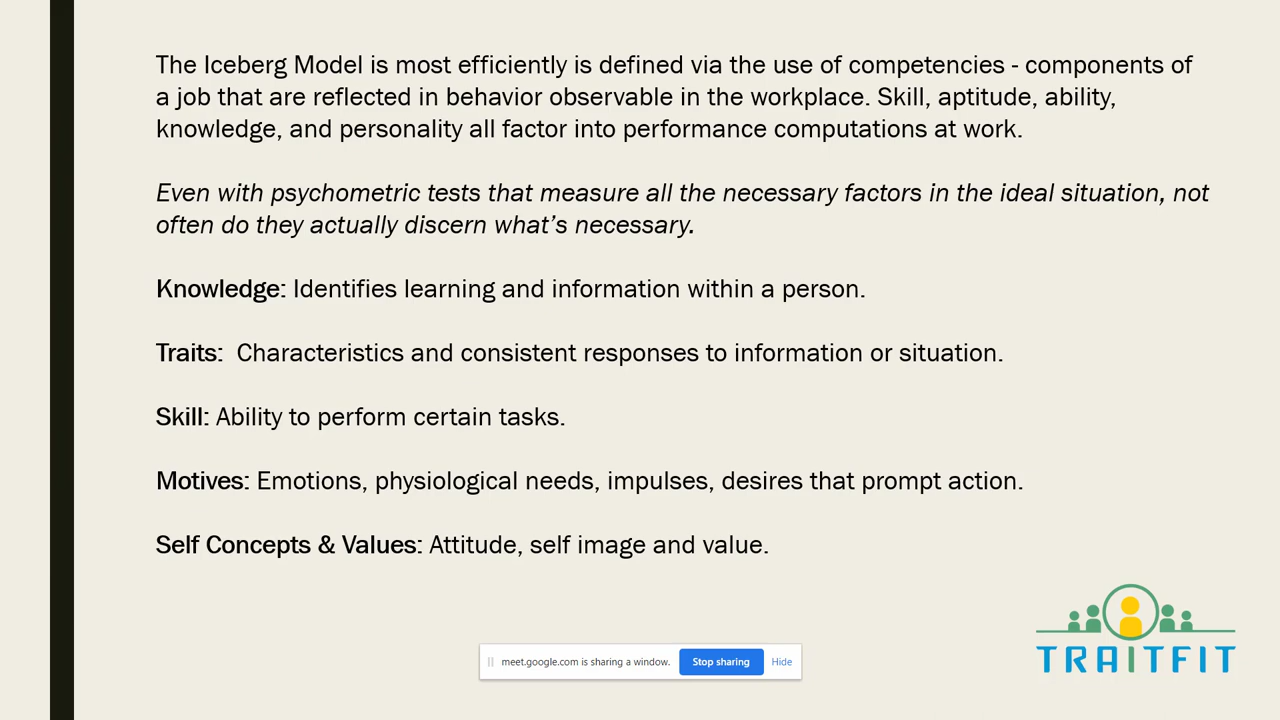 The Iceberg Model is most efficiently is defined via the use of competencies - components of
a job that are reflected in behavior observable in the workplace. Skill, aptitude, ability,
knowledge, and personality all factor into performance computations at work.
Even with psychometric tests that measure all the necessary factors in the ideal situation, not
often do they actually discern what’s necessary.
Knowledge: Identifies learning and information within a person.
Traits:  Characteristics and consistent responses to information or situation.
Skill: Ability to perform certain tasks.
Motives: Emotions, physiological needs, impulses, desires that prompt action.
Self Concepts & Values: Attitude, self image and value.
TRAITFIT
meet.google.com is sharing a window. Stop sharing Hide